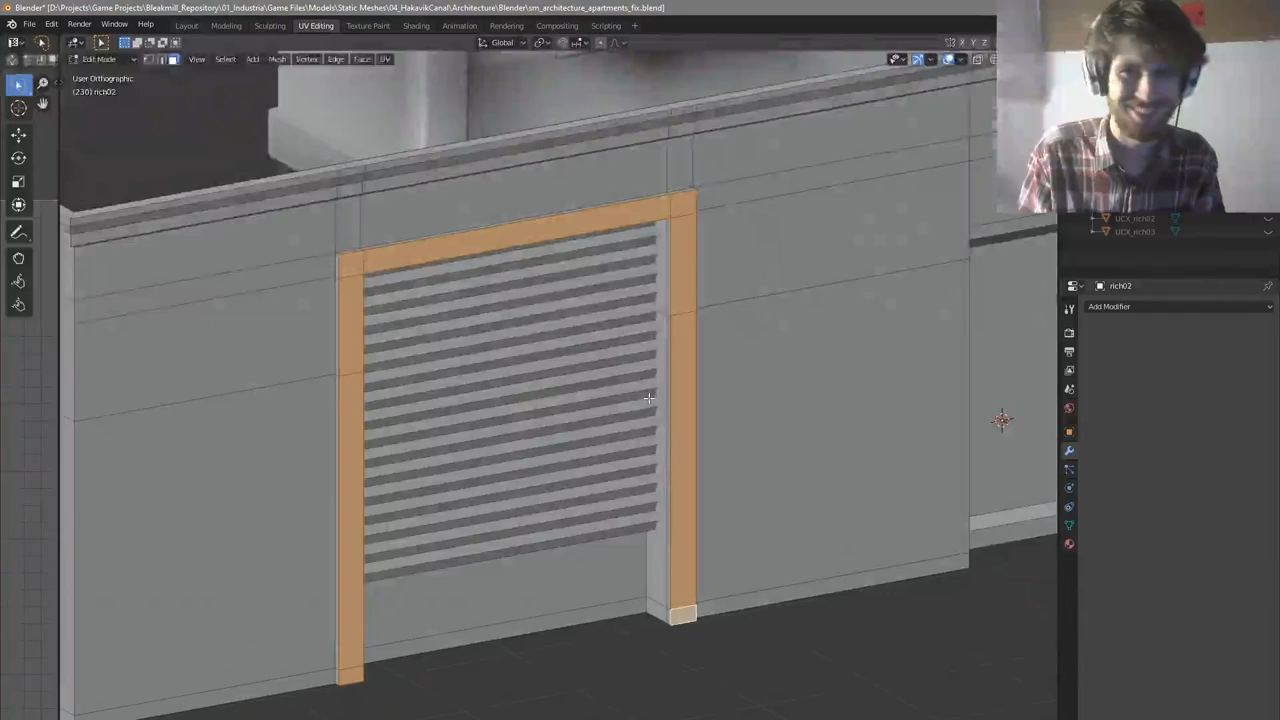 Blender* [D:\Projects\Game Projects\Bleakmill_Repository\01_Industria\Game Files\Models\Static Meshes\04_HakavikCanal\Architecture\Blender\sm_architecture_apartments_fix.blend]
File Edit Render Window Help Layout Modeling Sculpting UV Editing Texture Paint Shading Animation Rendering Compositing Scripting +
Global X Y Z
Edit Mode View Select Add Mesh Vertex Edge Face UV
User Orthographic
(230) rich02
UCX_rich02
UCX_rich03
rich02
Add Modifier